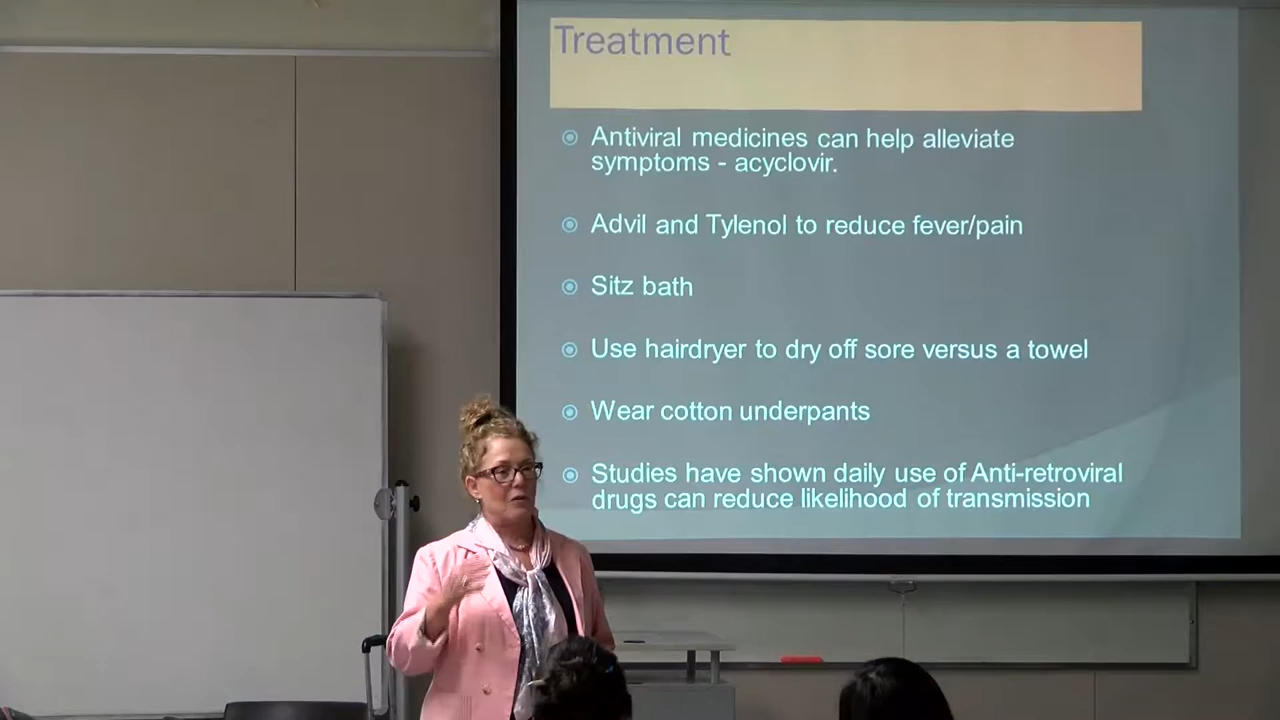 Treatment
Antiviral medicines can help alleviate
symptoms - acyclovir.
Advil and Tylenol to reduce fever/pain
Sitz bath
Use hairdryer to dry off sore versus a towel
Wear cotton underpants
Studies have shown daily use of Anti-retroviral
drugs can reduce likelihood of transmission